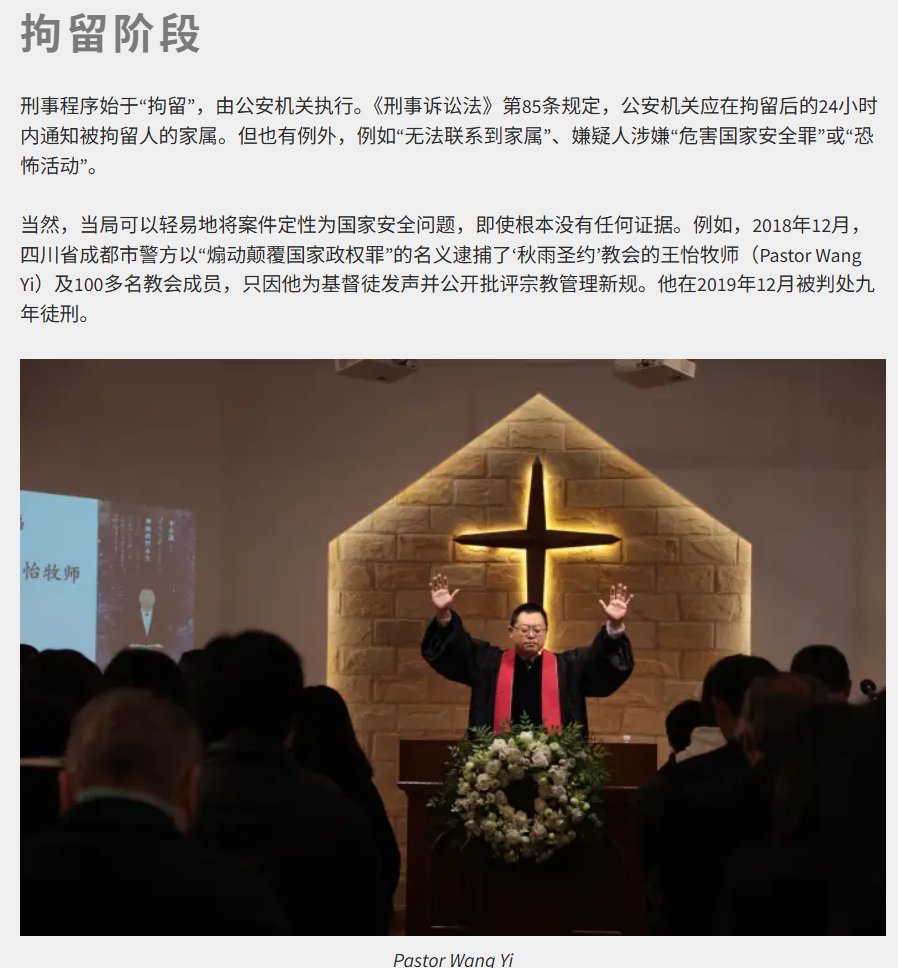 拘留阶段
刑事程序始于“拘留”，由公安机关执行。《刑事诉讼法》第85条规定，公安机关应在拘留后的24小时
内通知被拘留人的家属。但也有例外，例如“无法联系到家属”、嫌疑人涉嫌“危害国家安全罪”或“恐
怖活动”。
当然，当局可以轻易地将案件定性为国家安全问题，即使根本没有任何证据。例如，2018年12月，
四川省成都市警方以“煽动颠覆国家政权罪”的名义逮捕了‘秋雨圣约’教会的王怡牧师（Pastor Wang
Yi）及100多名教会成员，只因他为基督徒发声并公开批评宗教管理新规。他在2019年12月被判处九
年徒刑。
怡牧师
Pastor Wang Yi